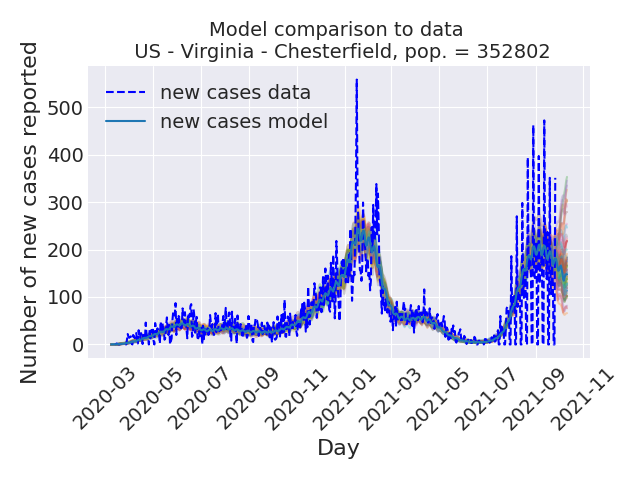 Model comparison to data
US - Virginia - Chesterfield, pop. = 352802
Number of new cases reported
500
400
300
200
100
0
new cases data
new cases model
2020-03
2020-05
2020-07
2020-09
2020-11
2021-01
2021-03
2021-05
2021-07
2021-09
2021-11
Day